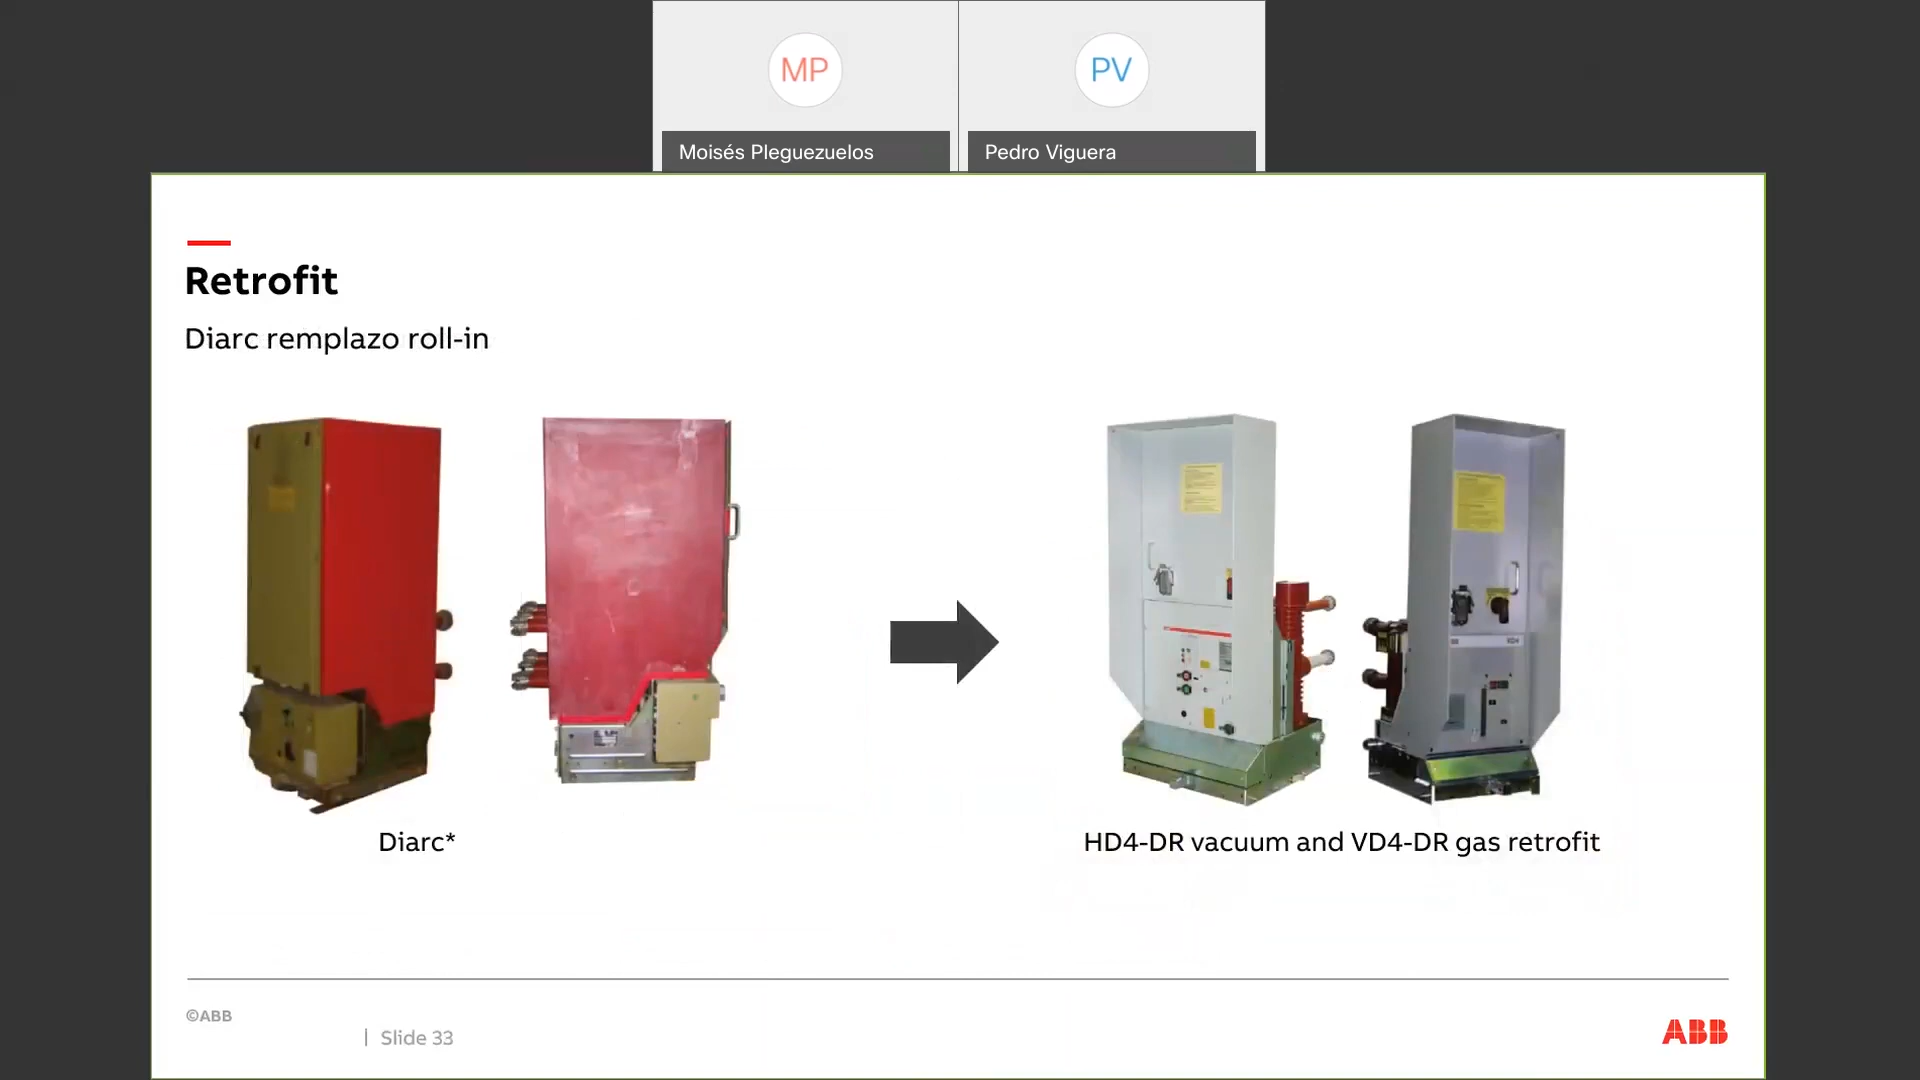 MP
PV
Moisés Pleguezuelos
Pedro Viguera
Retrofit
Diarc remplazo roll-in
Diarc*
HD4-DR vacuum and VD4-DR gas retrofit
©ABB
| Slide 33
ABB